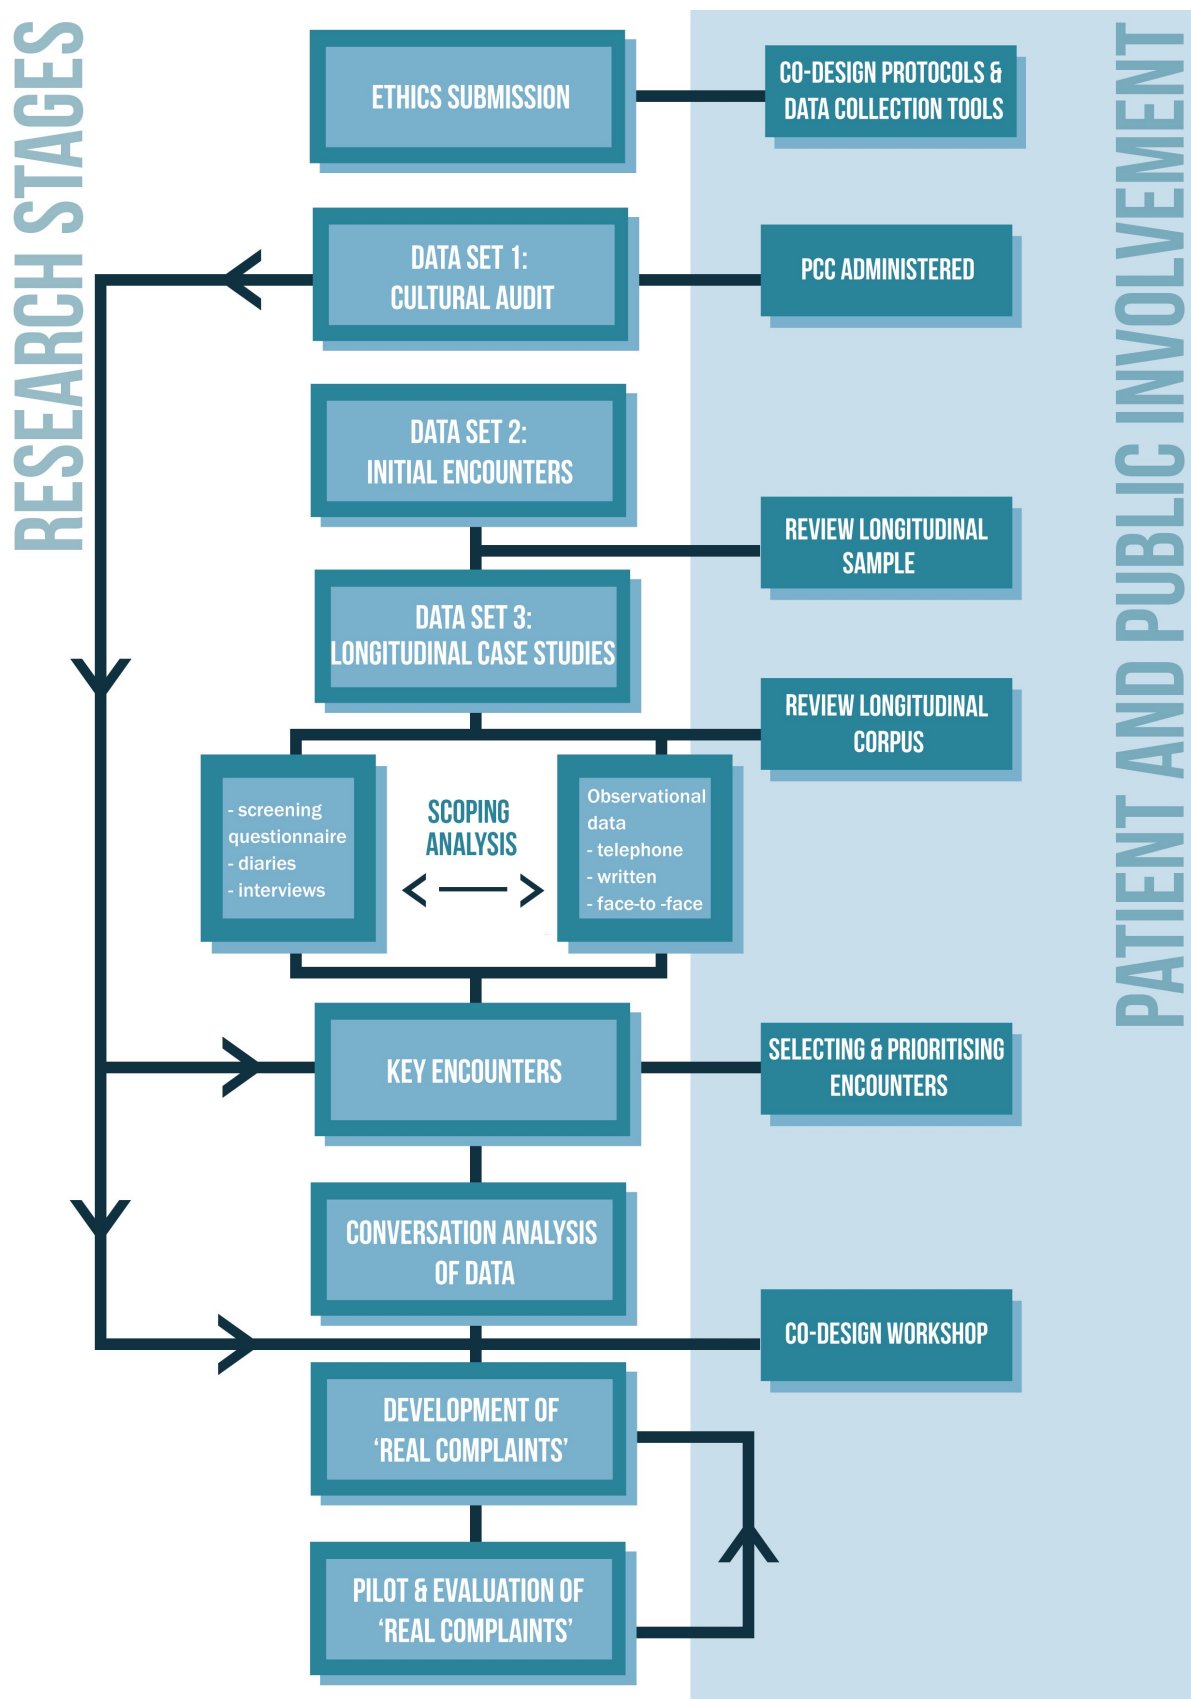 RESEARCH STAGES
PATIENT AND PUBLIC INVOLVEMENT
ETHICS SUBMISSION
CO-DESIGN PROTOCOLS &
DATA COLLECTION TOOLS
DATA SET 1:
CULTURAL AUDIT
PCC ADMINISTERED
DATA SET 2:
INITIAL ENCOUNTERS
REVIEW LONGITUDINAL
SAMPLE
DATA SET 3:
LONGITUDINAL CASE STUDIES
REVIEW LONGITUDINAL
CORPUS
- screening
questionnaire
- diaries
- interviews
SCOPING
ANALYSIS
Observational
data
- telephone
- written
- face-to -face
KEY ENCOUNTERS
SELECTING & PRIORITISING
ENCOUNTERS
CONVERSATION ANALYSIS
OF DATA
CO-DESIGN WORKSHOP
DEVELOPMENT OF
‘REAL COMPLAINTS’
PILOT & EVALUATION OF
‘REAL COMPLAINTS’